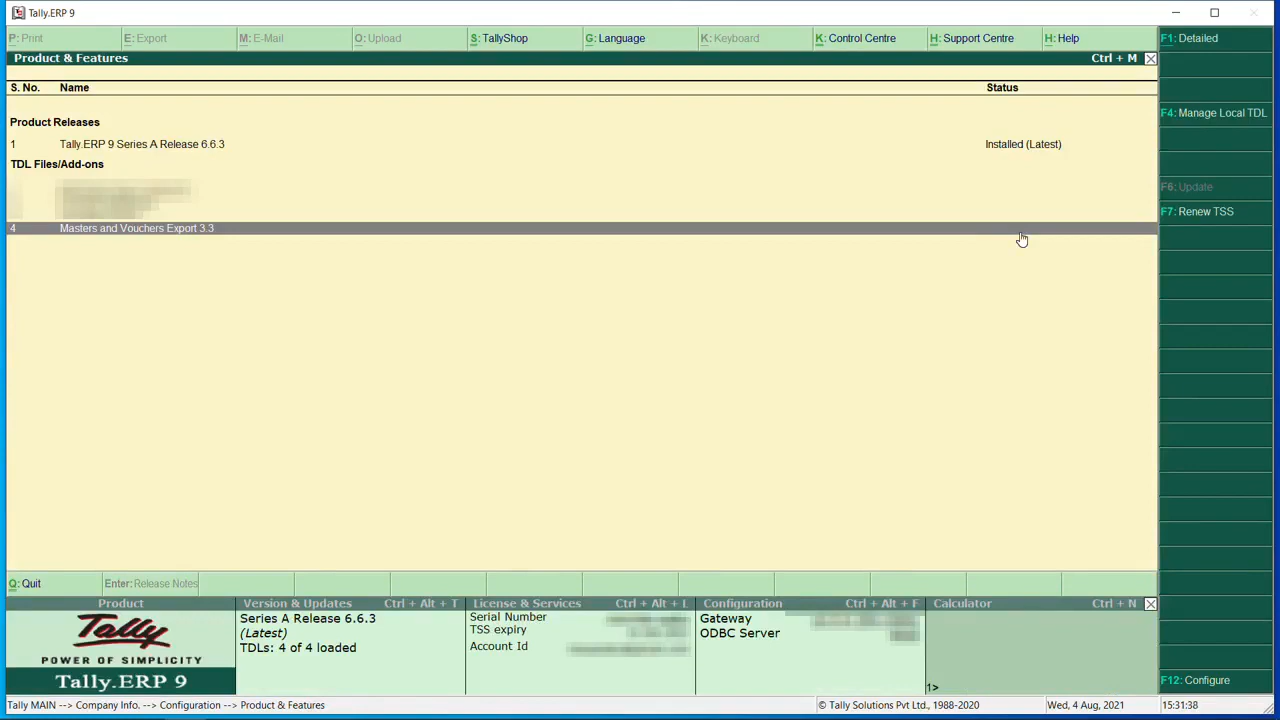 Tally.ERP 9
P: Print
E: Export
M: E-Mail
O: Upload
S: TallyShop
G: Language
K: Keyboard
K: Control Centre
H: Support Centre
H: Help
F1: Detailed
Product & Features
Ctrl + M
S. No.
Name
Status
F4: Manage Local TDL
Product Releases
1
Tally.ERP 9 Series A Release 6.6.3
Installed (Latest)
TDL Files/Add-ons
F6: Update
F7: Renew TSS
4
Masters and Vouchers Export 3.3
Q: Quit
Enter: Release Notes
Product
Version & Updates
Ctrl + Alt + T
License & Services
Ctrl + Alt + L
Configuration
Ctrl + Alt + F
Calculator
Ctrl + N
Tally
POWER OF SIMPLICITY
Tally.ERP 9
Series A Release 6.6.3
(Latest)
TDLs: 4 of 4 loaded
Serial Number
TSS expiry
Account Id
Gateway
ODBC Server
1>
F12: Configure
Tally MAIN --> Company Info. --> Configuration --> Product & Features
© Tally Solutions Pvt Ltd., 1988-2020
Wed, 4 Aug, 2021
15:31:38